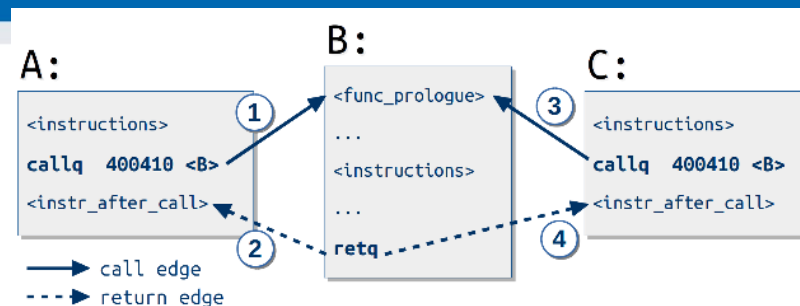 A:
<instructions>
callq 400410 <B>
<instr_after_call>
B:
<func_prologue>
...
<instructions>
...
retq
C:
<instructions>
callq 400410 <B>
<instr_after_call>
1
2
3
4
call edge
return edge